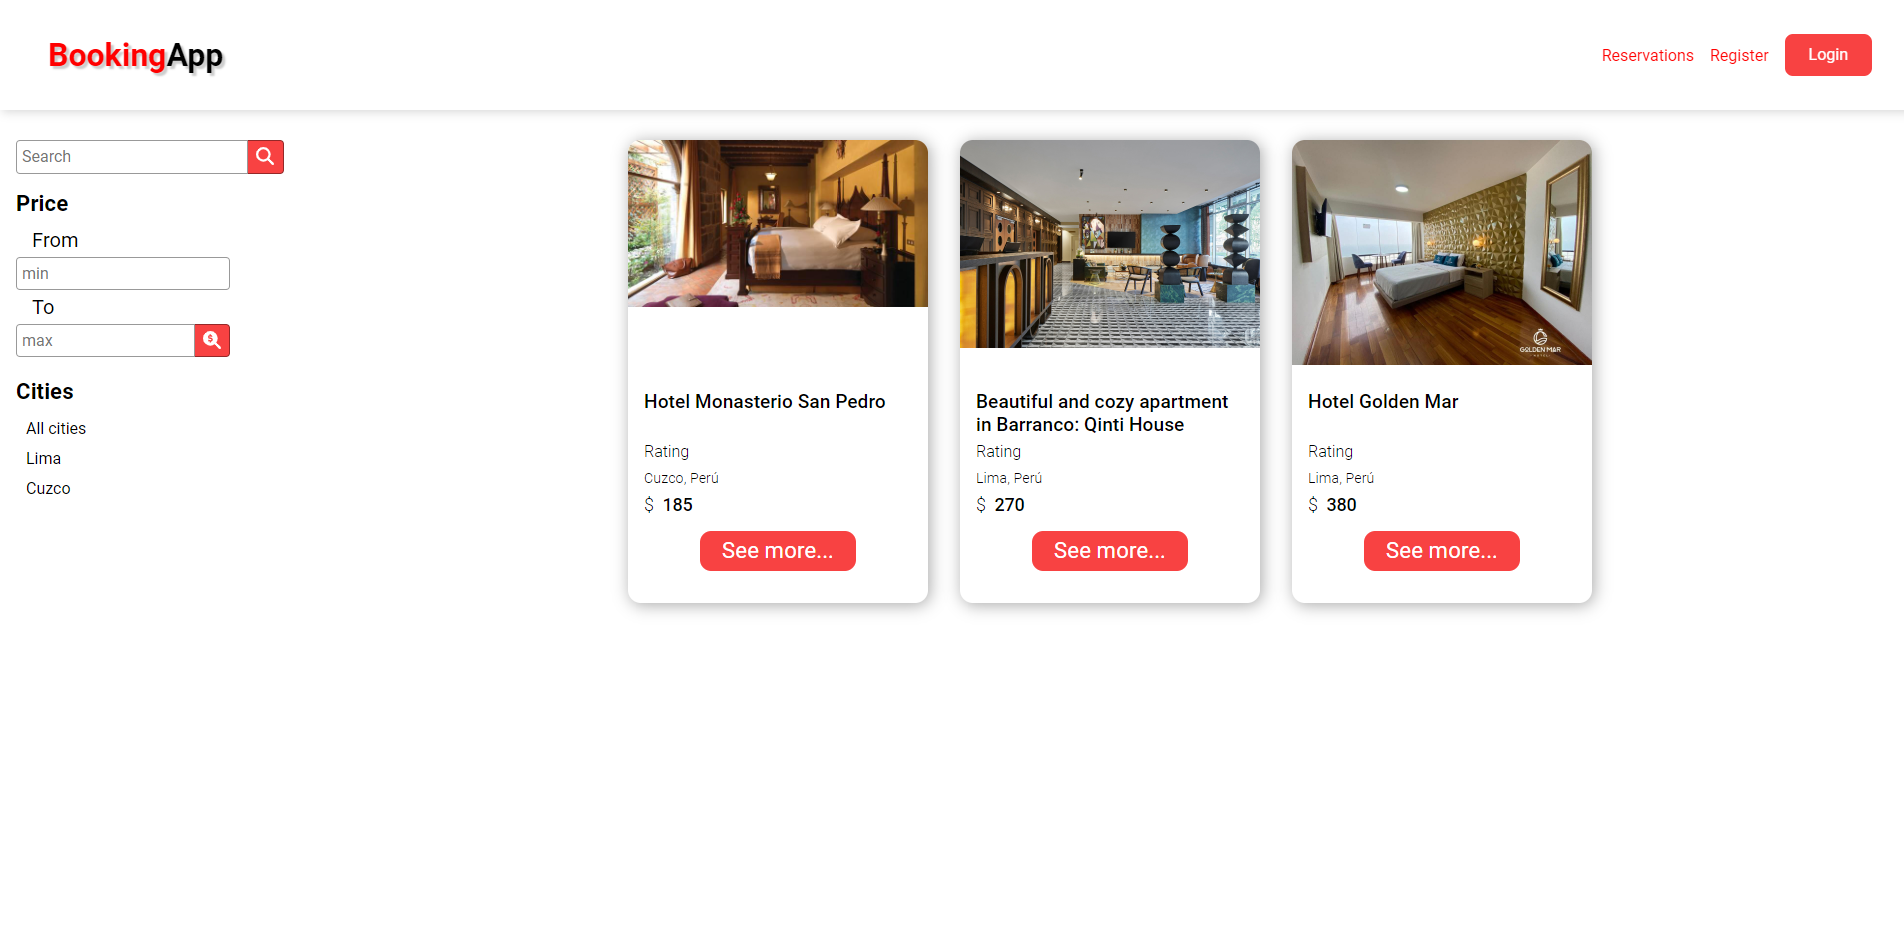 BookingApp
Reservations
Register
Login
Search
Price
From
min
To
max
Cities
All cities
Lima
Cuzco
Hotel Monasterio San Pedro
Rating
Cuzco, Perú
$ 185
See more...
Beautiful and cozy apartment
in Barranco: Qinti House
Rating
Lima, Perú
$ 270
See more...
GOLDEN MAR
HOTEL
Hotel Golden Mar
Rating
Lima, Perú
$ 380
See more...